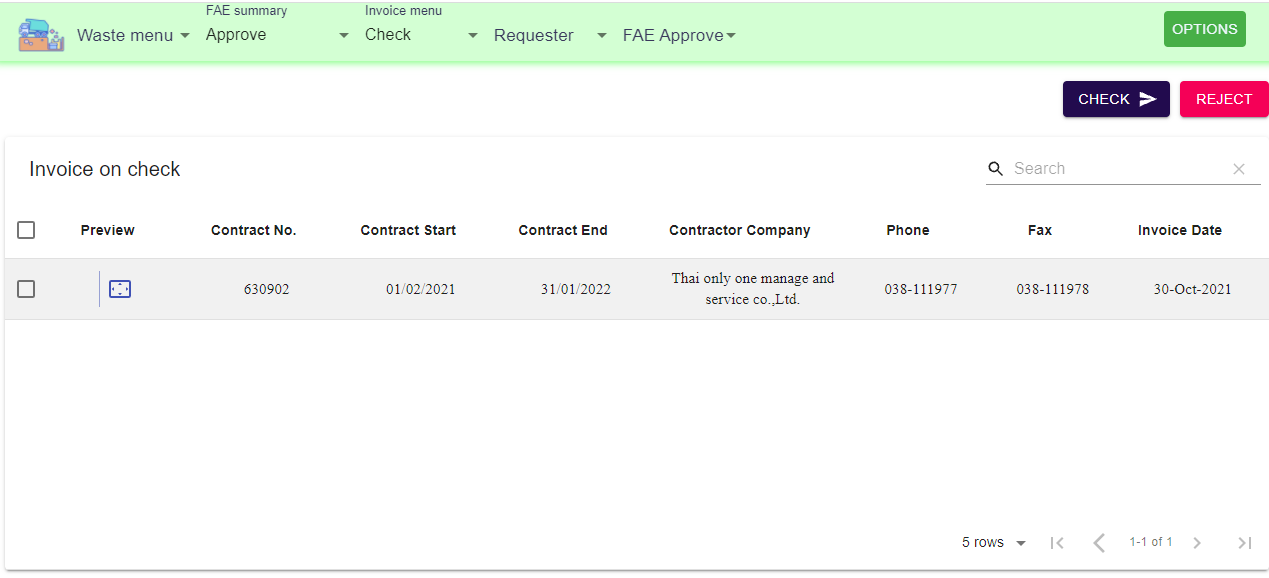 FAE summary
Invoice menu
Waste menu Approve Check Requester FAE Approve OPTIONS
CHECK REJECT
Invoice on check Search
Preview Contract No. Contract Start Contract End Contractor Company Phone Fax Invoice Date
630902 01/02/2021 31/01/2022 Thai only one manage and service co.,Ltd. 038-111977 038-111978 30-Oct-2021
5 rows 1-1 of 1